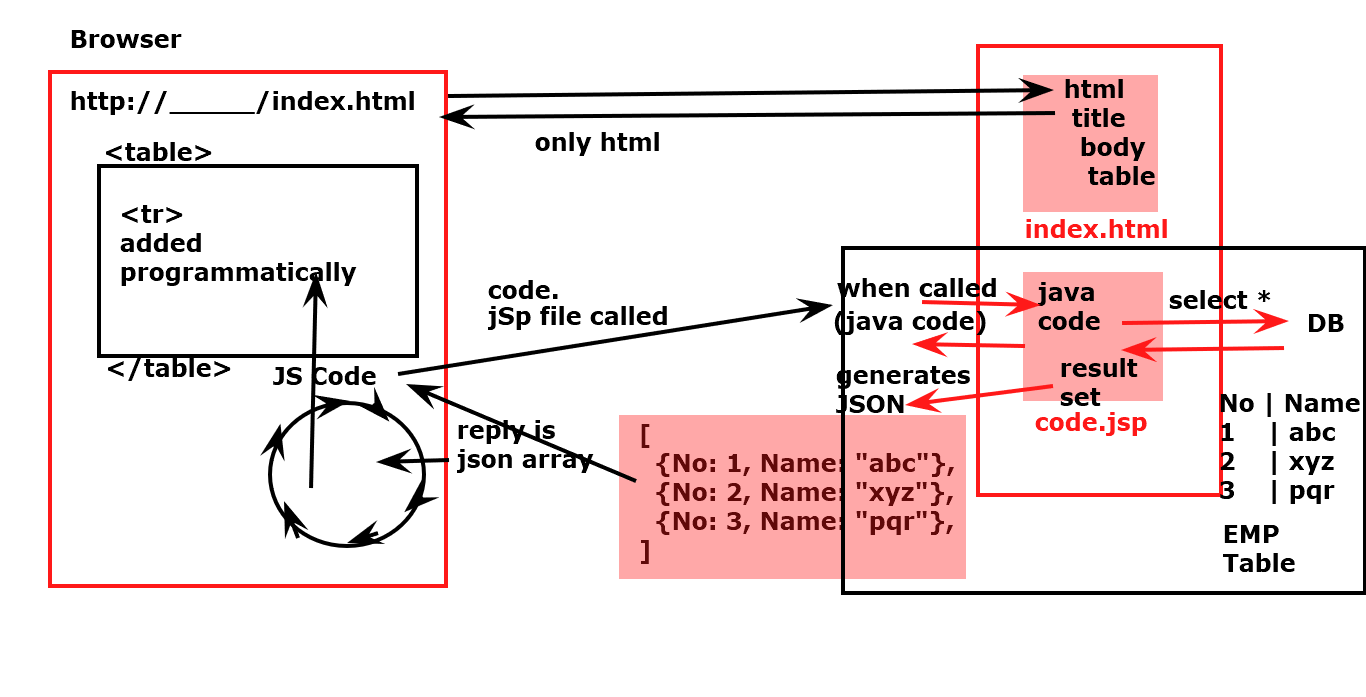 Browser
http://______/index.html
<table>
<tr>
added
programmatically
</table>
JS Code
only html
html
title
body
table
index.html
code.
jSp file called
when called
(java code)
generates
JSON
java
code
result
set
code.jsp
select *
DB
reply is
json array
[
{No: 1, Name: "abc"},
{No: 2, Name: "xyz"},
{No: 3, Name: "pqr"},
]
No | Name
1 | abc
2 | xyz
3 | pqr
EMP
Table